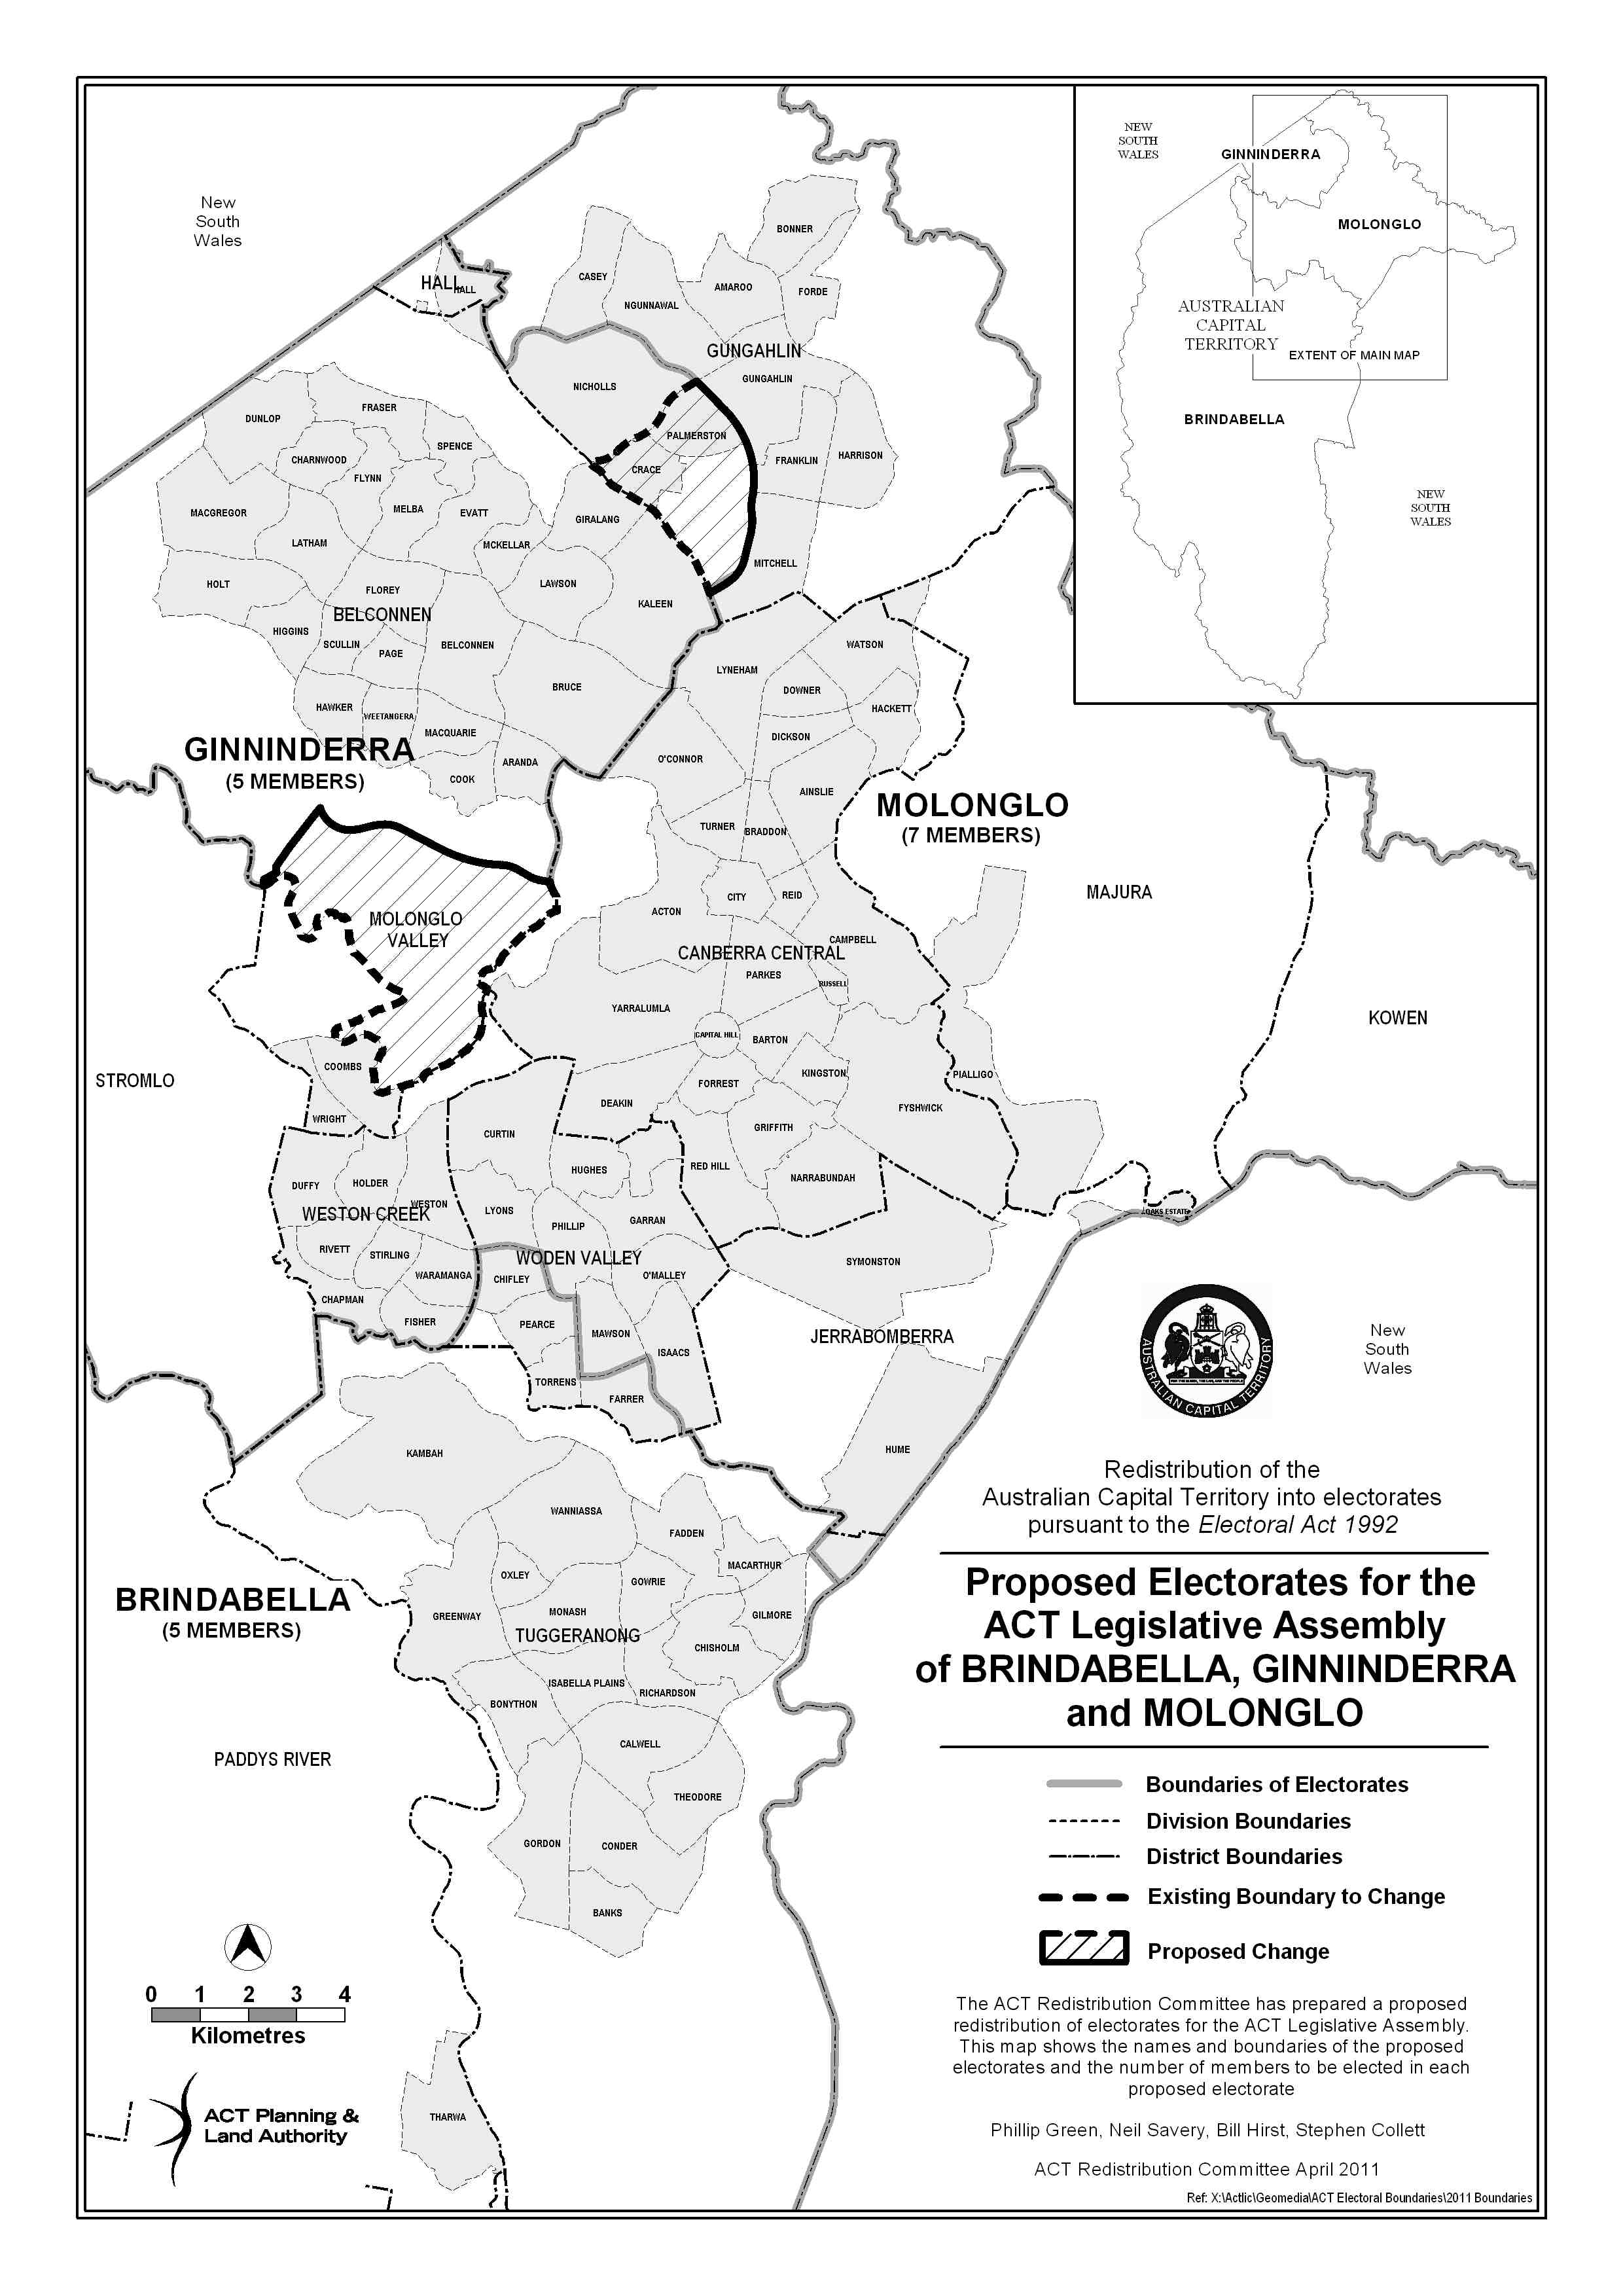 New
South
Wales
NEW
SOUTH
WALES
GINNINDERRA
MOLONGLO
AUSTRALIAN
CAPITAL
TERRITORY
EXTENT OF MAIN MAP
BRINDABELLA
NEW
SOUTH
WALES
HALL
HALL
BONNER
CASEY
AMAROO
FORDE
NGUNNAWAL
GUNGAHLIN
GUNGAHLIN
NICHOLLS
PALMERSTON
CRACE
FRANKLIN
HARRISON
MITCHELL
DUNLOP
FRASER
SPENCE
CHARNWOOD
FLYNN
MACGREGOR
MELBA
EVATT
GIRALANG
LATHAM
MCKELLAR
HOLT
FLOREY
LAWSON
KALEEN
BELCONNEN
HIGGINS
SCULLIN
PAGE
BELCONNEN
BRUCE
HAWKER
WEETANGERA
MACQUARIE
COOK
ARANDA
GINNINDERRA
(5 MEMBERS)
WATSON
LYNEHAM
DOWNER
HACKETT
DICKSON
O'CONNOR
AINSLIE
TURNER
BRADDON
MOLONGLO
(7 MEMBERS)
MAJURA
KOWEN
MOLONGLO
VALLEY
CITY
REID
ACTON
CAMPBELL
CANBERRA CENTRAL
PARKES
RUSSELL
YARRALUMLA
CAPITAL HILL
BARTON
KINGSTON
FORREST
PIALLIGO
FYSHWICK
STROMLO
COOMBS
WRIGHT
DEAKIN
GRIFFITH
CURTIN
HUGHES
RED HILL
NARRABUNDAH
DUFFY
HOLDER
WESTON
WESTON CREEK
LYONS
PHILLIP
GARRAN
OAKS ESTATE
RIVETT
STIRLING
WARAMANGA
WODEN VALLEY
CHIFLEY
O'MALLEY
SYMONSTON
CHAPMAN
FISHER
PEARCE
MAWSON
ISAACS
JERRABOMBERRA
TORRENS
FARRER
HUME
KAMBAH
WANNIASSA
FADDEN
MACARTHUR
OXLEY
GOWRIE
MONASH
GILMORE
GREENWAY
TUGGERANONG
CHISHOLM
ISABELLA PLAINS
RICHARDSON
BONYTHON
CALWELL
THEODORE
GORDON
CONDER
BANKS
THARWA
BRINDABELLA
(5 MEMBERS)
PADDYS RIVER
AUSTRALIAN CAPITAL TERRITORY
New
South
Wales
Redistribution of the
Australian Capital Territory into electorates
pursuant to the Electoral Act 1992
Proposed Electorates for the
ACT Legislative Assembly
of BRINDABELLA, GINNINDERRA
and MOLONGLO
Boundaries of Electorates
Division Boundaries
District Boundaries
Existing Boundary to Change
Proposed Change
The ACT Redistribution Committee has prepared a proposed
redistribution of electorates for the ACT Legislative Assembly.
This map shows the names and boundaries of the proposed
electorates and the number of members to be elected in each
proposed electorate
Phillip Green, Neil Savery, Bill Hirst, Stephen Collett
ACT Redistribution Committee April 2011
Ref: X:\Actlic\Geomedia\ACT Electoral Boundaries\2011 Boundaries
0 1 2 3 4
Kilometres
ACT Planning &
Land Authority